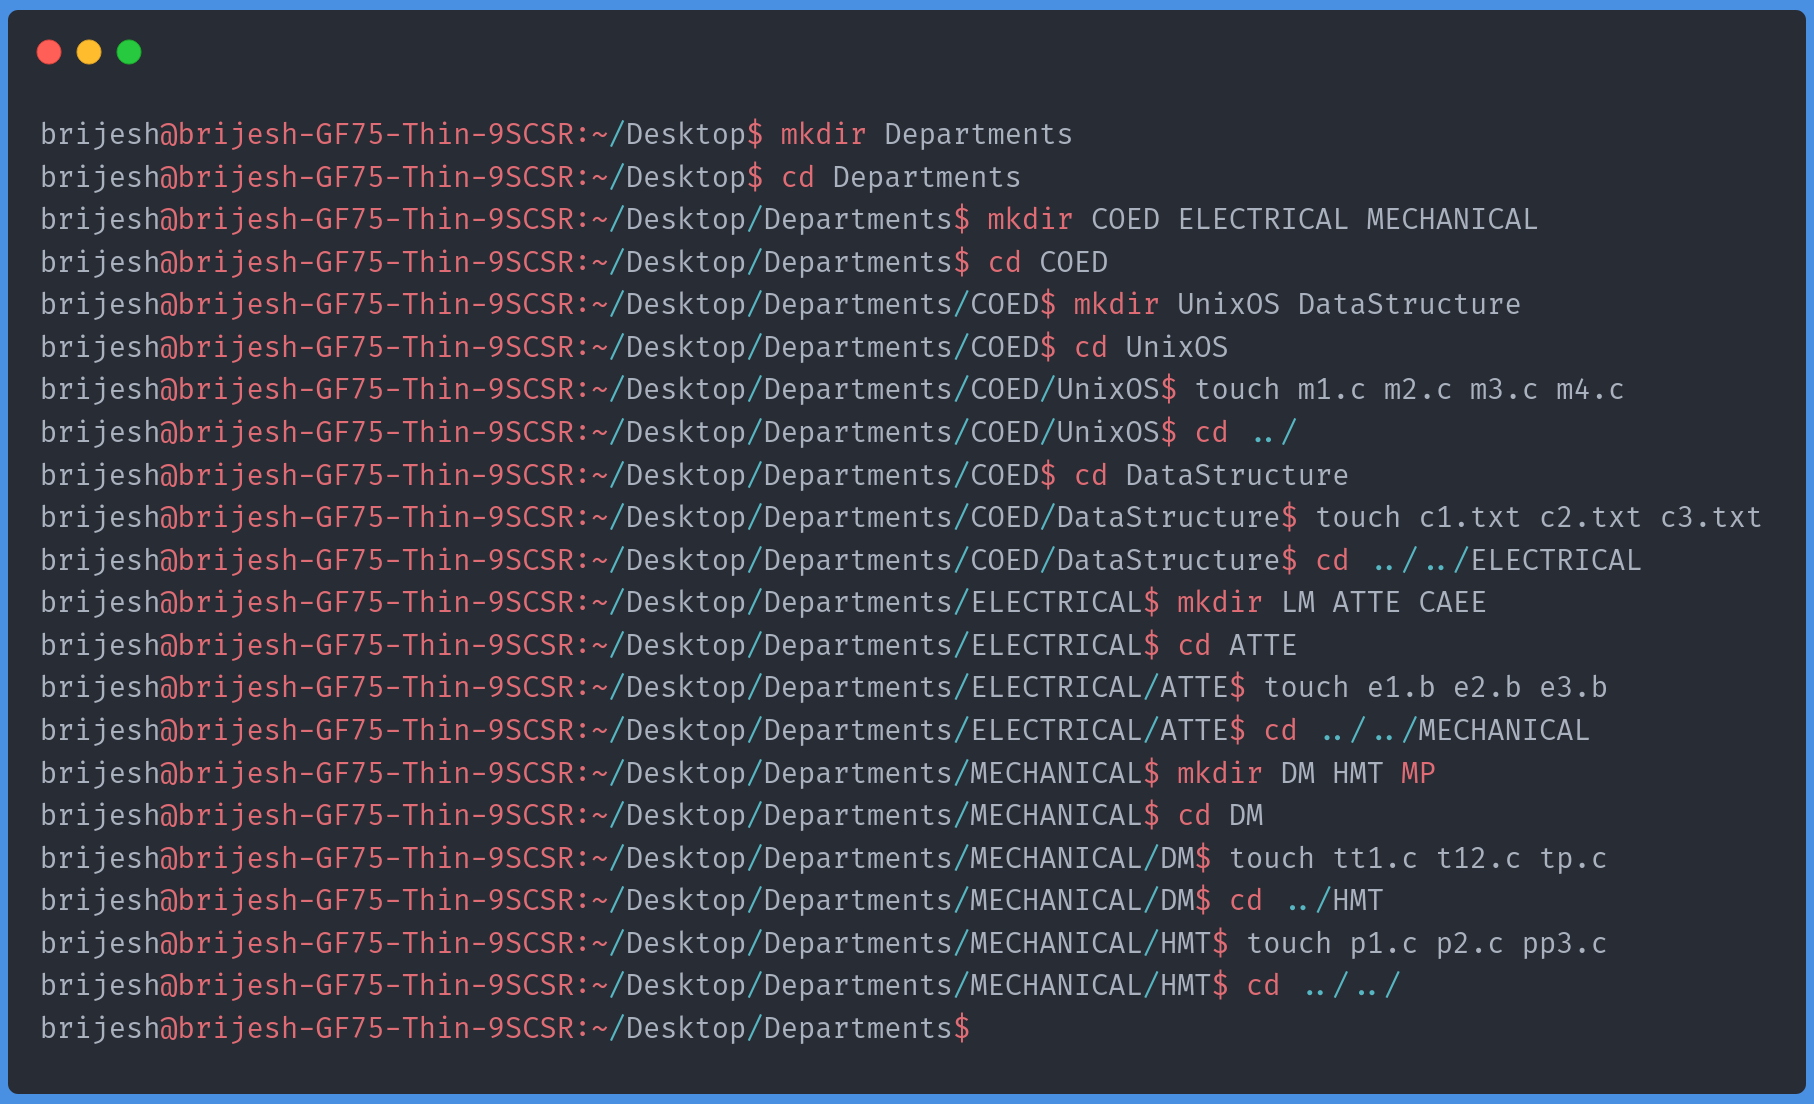 brijesh@brijesh-GF75-Thin-9SCSR:~/Desktop$ mkdir Departments
brijesh@brijesh-GF75-Thin-9SCSR:~/Desktop$ cd Departments
brijesh@brijesh-GF75-Thin-9SCSR:~/Desktop/Departments$ mkdir COED ELECTRICAL MECHANICAL
brijesh@brijesh-GF75-Thin-9SCSR:~/Desktop/Departments$ cd COED
brijesh@brijesh-GF75-Thin-9SCSR:~/Desktop/Departments/COED$ mkdir UnixOS DataStructure
brijesh@brijesh-GF75-Thin-9SCSR:~/Desktop/Departments/COED$ cd UnixOS
brijesh@brijesh-GF75-Thin-9SCSR:~/Desktop/Departments/COED/UnixOS$ touch m1.c m2.c m3.c m4.c
brijesh@brijesh-GF75-Thin-9SCSR:~/Desktop/Departments/COED/UnixOS$ cd ../
brijesh@brijesh-GF75-Thin-9SCSR:~/Desktop/Departments/COED$ cd DataStructure
brijesh@brijesh-GF75-Thin-9SCSR:~/Desktop/Departments/COED/DataStructure$ touch c1.txt c2.txt c3.txt
brijesh@brijesh-GF75-Thin-9SCSR:~/Desktop/Departments/COED/DataStructure$ cd ../../ELECTRICAL
brijesh@brijesh-GF75-Thin-9SCSR:~/Desktop/Departments/ELECTRICAL$ mkdir LM ATTE CAEE
brijesh@brijesh-GF75-Thin-9SCSR:~/Desktop/Departments/ELECTRICAL$ cd ATTE
brijesh@brijesh-GF75-Thin-9SCSR:~/Desktop/Departments/ELECTRICAL/ATTE$ touch e1.b e2.b e3.b
brijesh@brijesh-GF75-Thin-9SCSR:~/Desktop/Departments/ELECTRICAL/ATTE$ cd ../../MECHANICAL
brijesh@brijesh-GF75-Thin-9SCSR:~/Desktop/Departments/MECHANICAL$ mkdir DM HMT MP
brijesh@brijesh-GF75-Thin-9SCSR:~/Desktop/Departments/MECHANICAL$ cd DM
brijesh@brijesh-GF75-Thin-9SCSR:~/Desktop/Departments/MECHANICAL/DM$ touch tt1.c t12.c tp.c
brijesh@brijesh-GF75-Thin-9SCSR:~/Desktop/Departments/MECHANICAL/DM$ cd ../HMT
brijesh@brijesh-GF75-Thin-9SCSR:~/Desktop/Departments/MECHANICAL/HMT$ touch p1.c p2.c pp3.c
brijesh@brijesh-GF75-Thin-9SCSR:~/Desktop/Departments/MECHANICAL/HMT$ cd ../../
brijesh@brijesh-GF75-Thin-9SCSR:~/Desktop/Departments$